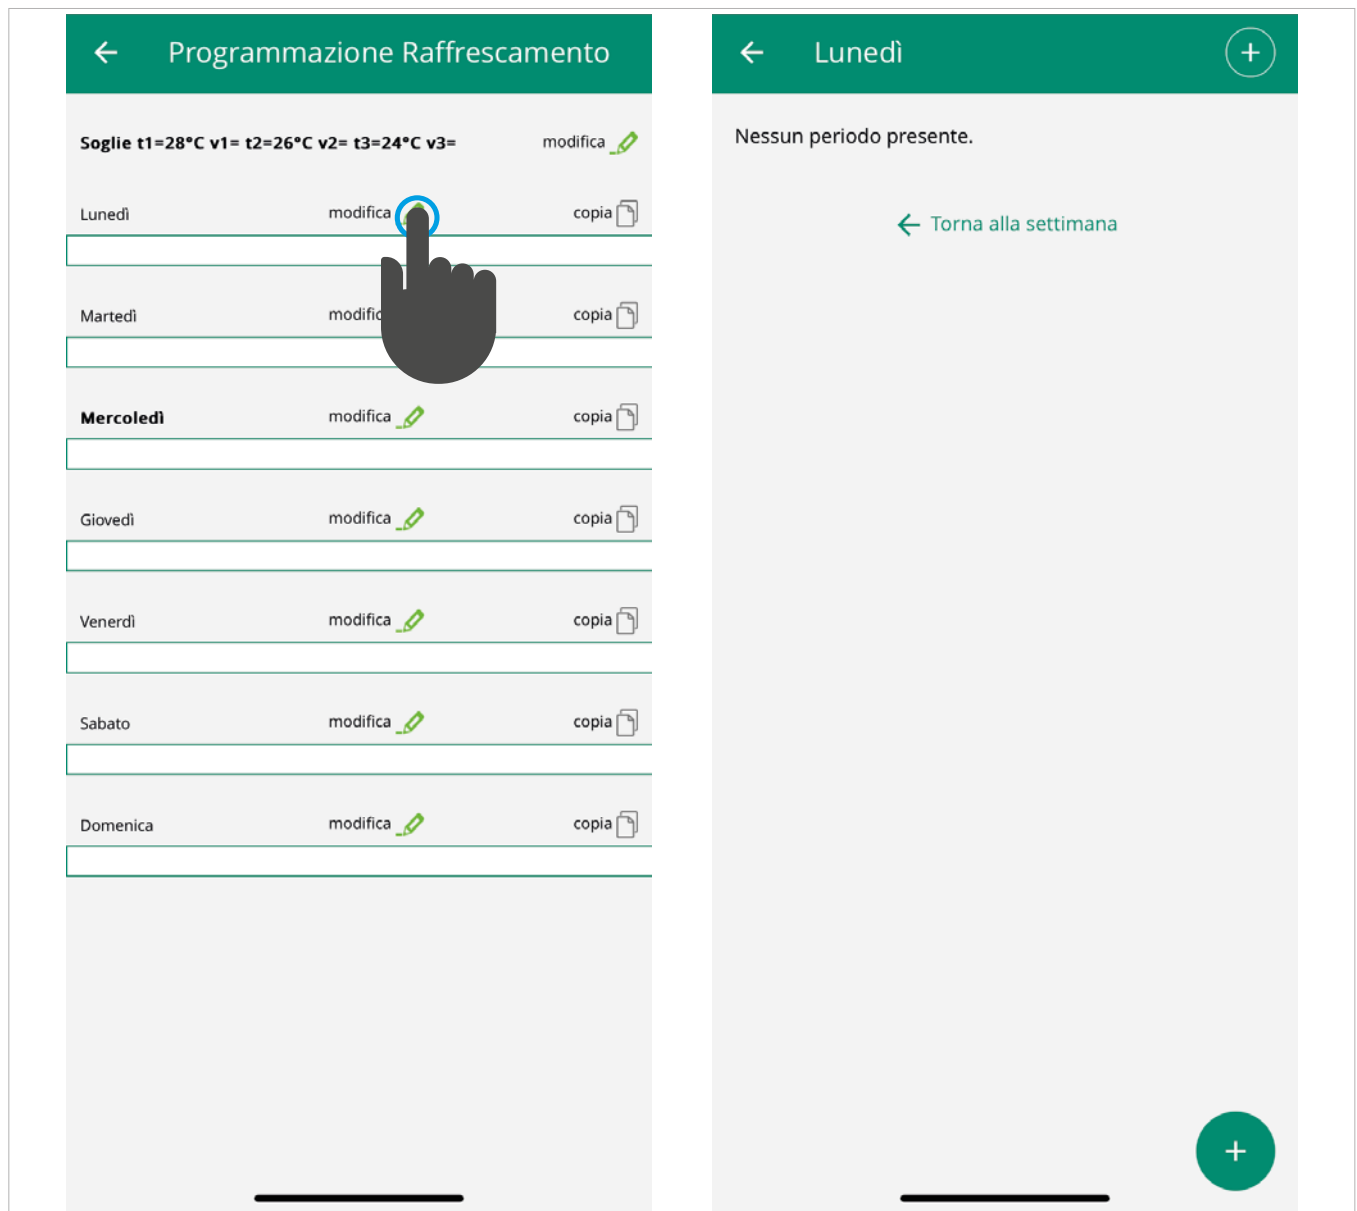 Programmazione Raffrescamento
Soglie t1=28°C v1= t2=26°C v2= t3=24°C v3= modifica
Lunedì modifica copia
Martedì copia
Mercoledì modifica copia
Giovedì modifica copia
Venerdì modifica copia
Sabato modifica copia
Domenica modifica copia
Lunedì
Nessun periodo presente.
Torna alla settimana